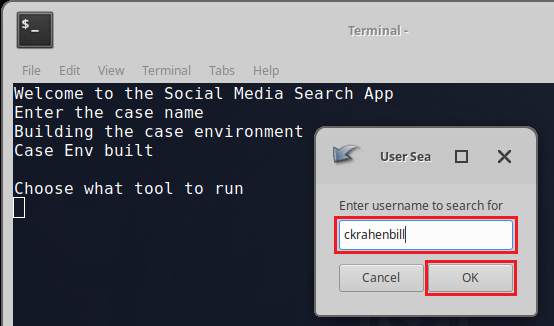 $_
Terminal -
File Edit View Terminal Tabs Help
Welcome to the Social Media Search App
Enter the case name
Building the case environment
Case Env built
Choose what tool to run
User Sea
Enter username to search for
ckrahenbill
Cancel OK